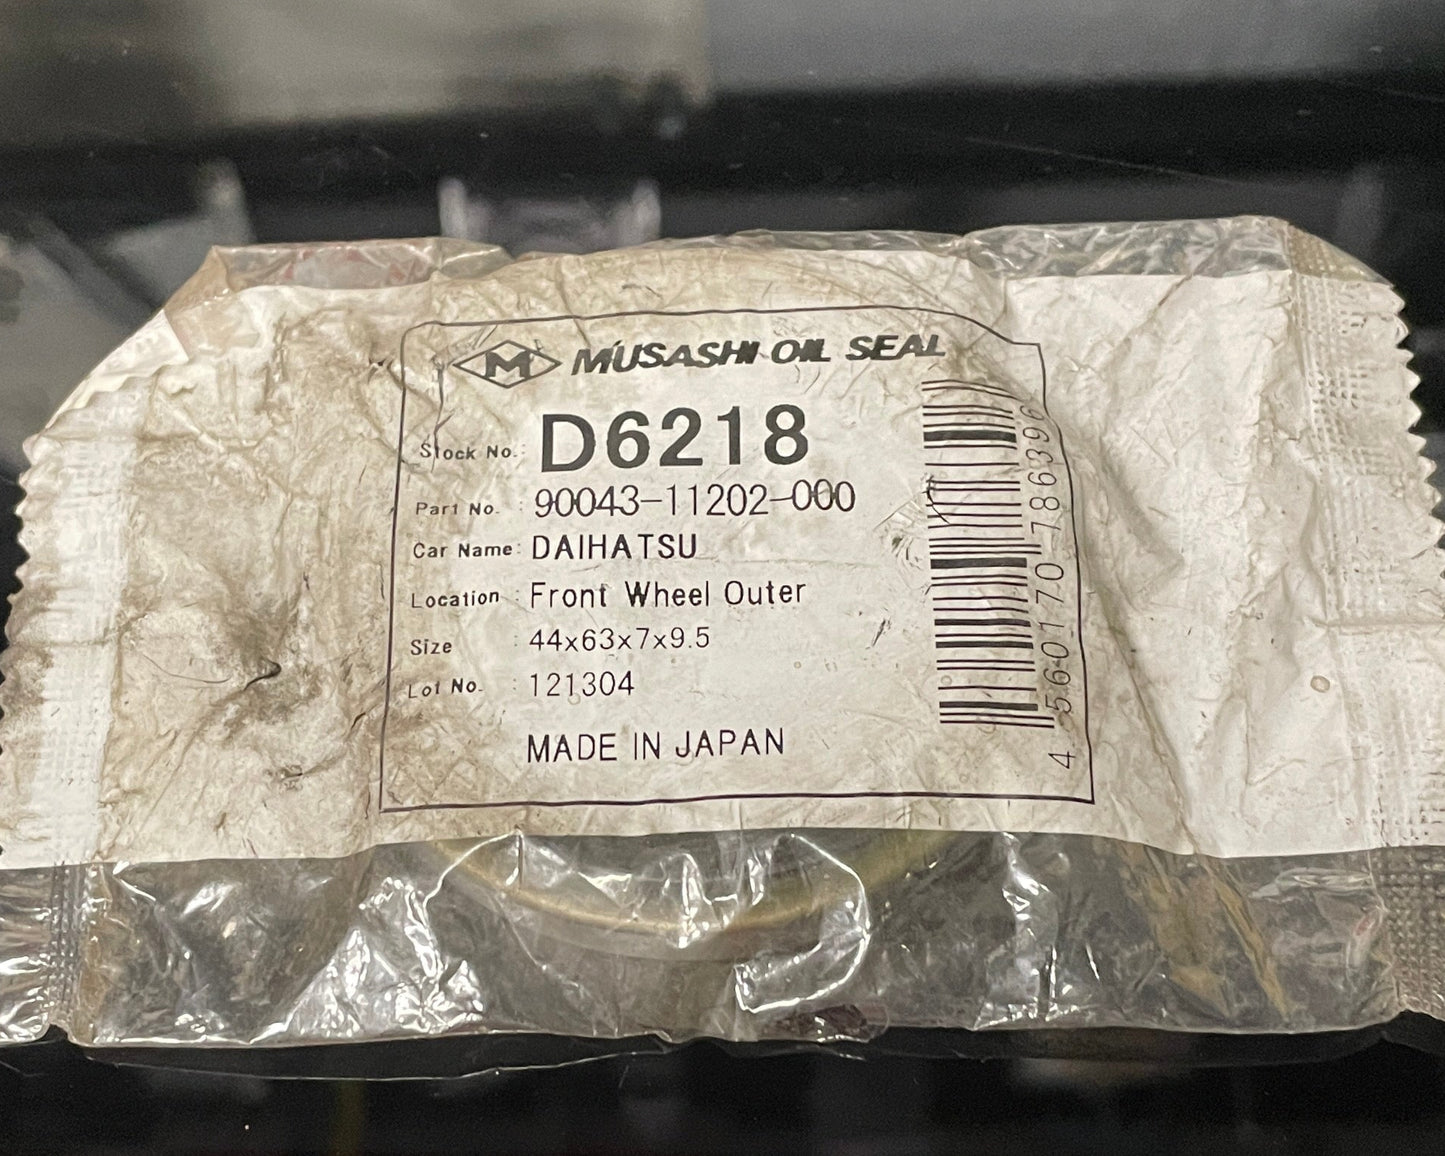 M MUSASHI OIL SEAL
Stock No.: D6218
Part No. : 90043-11202-000
Car Name: DAIHATSU
Location : Front Wheel Outer
Size : 44x63x7x9.5
Lot No. : 121304
MADE IN JAPAN
4 560170 786396